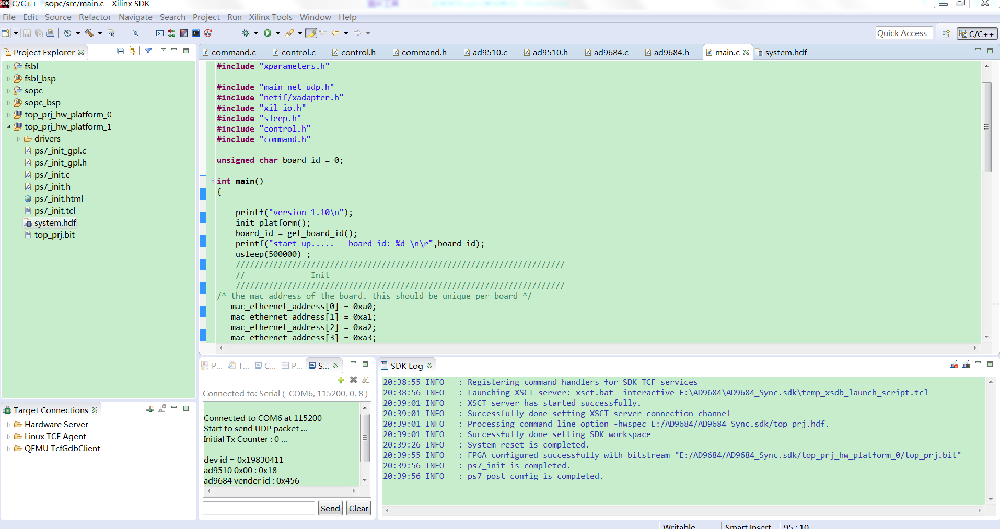 C/C++ - sopc/src/main.c - Xilinx SDK
File Edit Source Refactor Navigate Search Project Run Xilinx Tools Window Help
Quick Access
C/C++
Project Explorer
fsbl
fsbl_bsp
sopc
sopc_bsp
top_prj_hw_platform_0
top_prj_hw_platform_1
drivers
ps7_init_gpl.c
ps7_init_gpl.h
ps7_init.c
ps7_init.h
ps7_init.html
ps7_init.tcl
system.hdf
top_prj.bit
command.c control.c control.h command.h ad9510.c ad9510.h ad9684.c ad9684.h main.c system.hdf
#include "xparameters.h"
#include "main_net_udp.h"
#include "netif/xadapter.h"
#include "xil_io.h"
#include "sleep.h"
#include "control.h"
#include "command.h"
unsigned char board_id = 0;
int main()
{
printf("version 1.10\n");
init_platform();
board_id = get_board_id();
printf("start up.....   board id: %d \n\r",board_id);
usleep(500000) ;
//////////////////////////////////////////////////////////////////////
//              Init
//////////////////////////////////////////////////////////////////////
/* the mac address of the board. this should be unique per board */
mac_ethernet_address[0] = 0xa0;
mac_ethernet_address[1] = 0xa1;
mac_ethernet_address[2] = 0xa2;
mac_ethernet_address[3] = 0xa3;
Target Connections
Hardware Server
Linux TCF Agent
QEMU TcfGdbClient
P... T... C... P... S...
Connected to: Serial ( COM6, 115200, 0, 8 )
Connected to COM6 at 115200
Start to send UDP packet ...
Initial Tx Counter : 0 ...
dev id = 0x19830411
ad9510 0x00 : 0x18
ad9684 vender id : 0x456
Send Clear
SDK Log
20:38:55 INFO : Registering command handlers for SDK TCF services
20:38:56 INFO : Launching XSCT server: xsct.bat -interactive E:\AD9684\AD9684_Sync.sdk\temp_xsdb_launch_script.tcl
20:39:01 INFO : XSCT server has started successfully.
20:39:01 INFO : Successfully done setting XSCT server connection channel
20:39:01 INFO : Processing command line option -hwspec E:/AD9684/AD9684_Sync.sdk/top_prj.hdf.
20:39:01 INFO : Successfully done setting SDK workspace
20:39:26 INFO : System reset is completed.
20:39:55 INFO : FPGA configured successfully with bitstream "E:/AD9684/AD9684_Sync.sdk/top_prj_hw_platform_0/top_prj.bit"
20:39:56 INFO : ps7_init is completed.
20:39:56 INFO : ps7_post_config is completed.
Writable Smart Insert 95 : 10